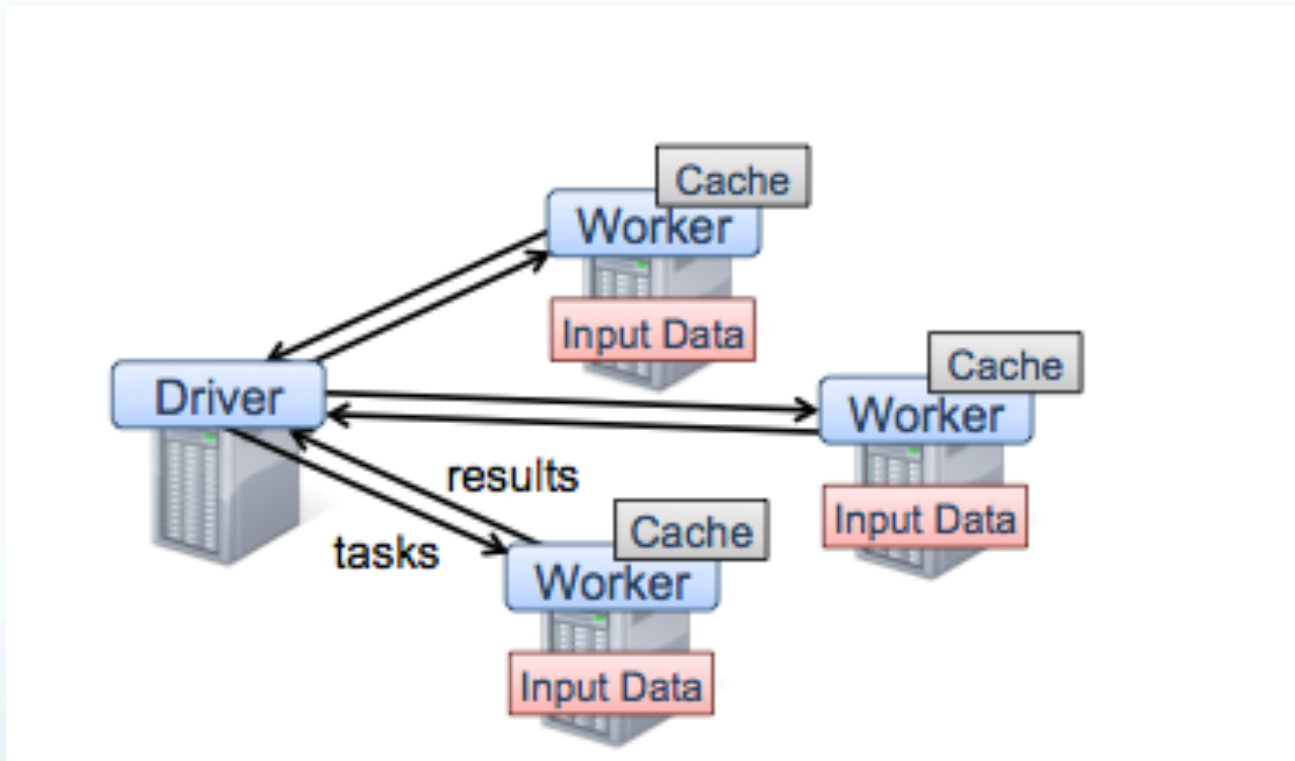 Cache
Worker
Input Data
Driver
Cache
Worker
Input Data
results
tasks
Cache
Worker
Input Data